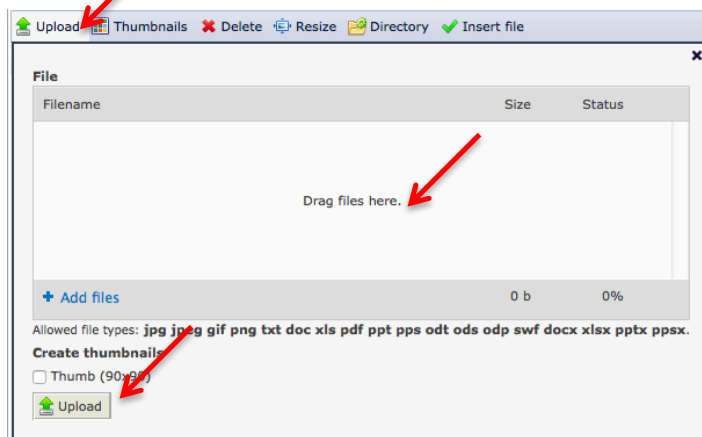 Upload Thumbnails Delete Resize Directory Insert file
File
Filename Size Status
Drag files here.
+ Add files 0 b 0%
Allowed file types: jpg jpeg gif png txt doc xls pdf ppt pps odt ods odp swf docx xlsx pptx ppsx.
Create thumbnails
Thumb (90x90)
Upload